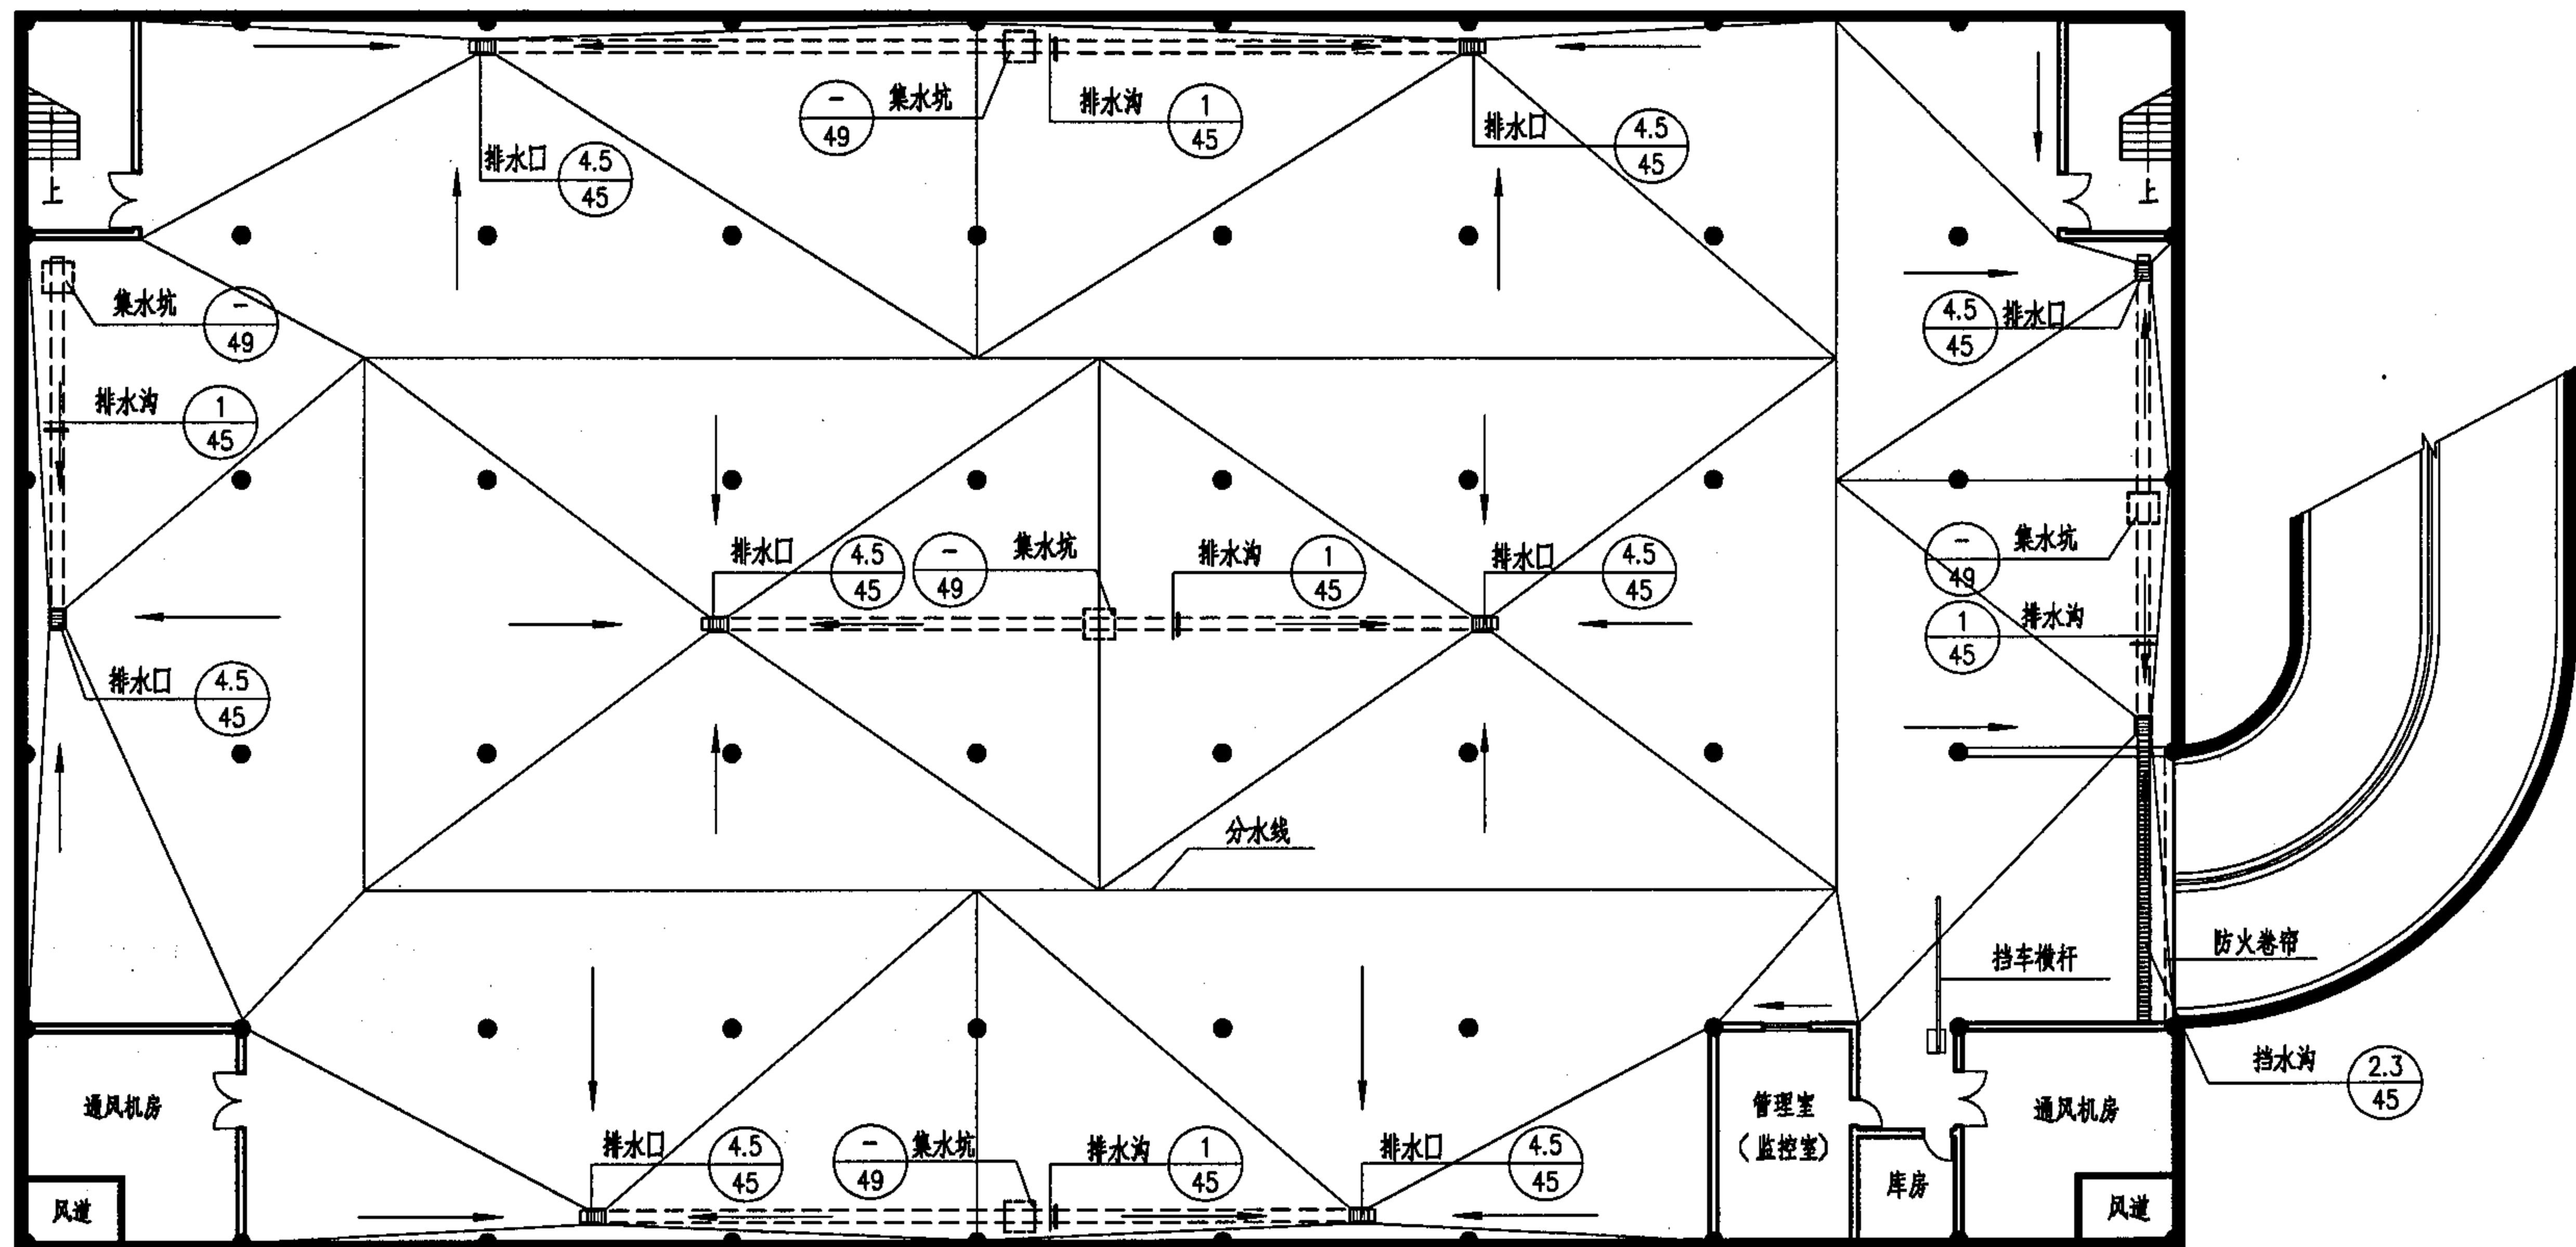 集水坑
-
49
排水沟
1
45
排水口
4.5
45
排水口
4.5
45
上
上
集水坑
-
49
4.5
45
排水口
排水沟
1
45
排水口
4.5
45
-
49
集水坑
排水沟
1
45
排水口
4.5
45
-
49
集水坑
1
45
排水沟
排水口
4.5
45
分水线
挡车横杆
防火卷帘
挡水沟
2.3
45
通风机房
管理室
(监控室)
通风机房
排水口
4.5
45
-
49
集水坑
排水沟
1
45
排水口
4.5
45
库房
风道
风道